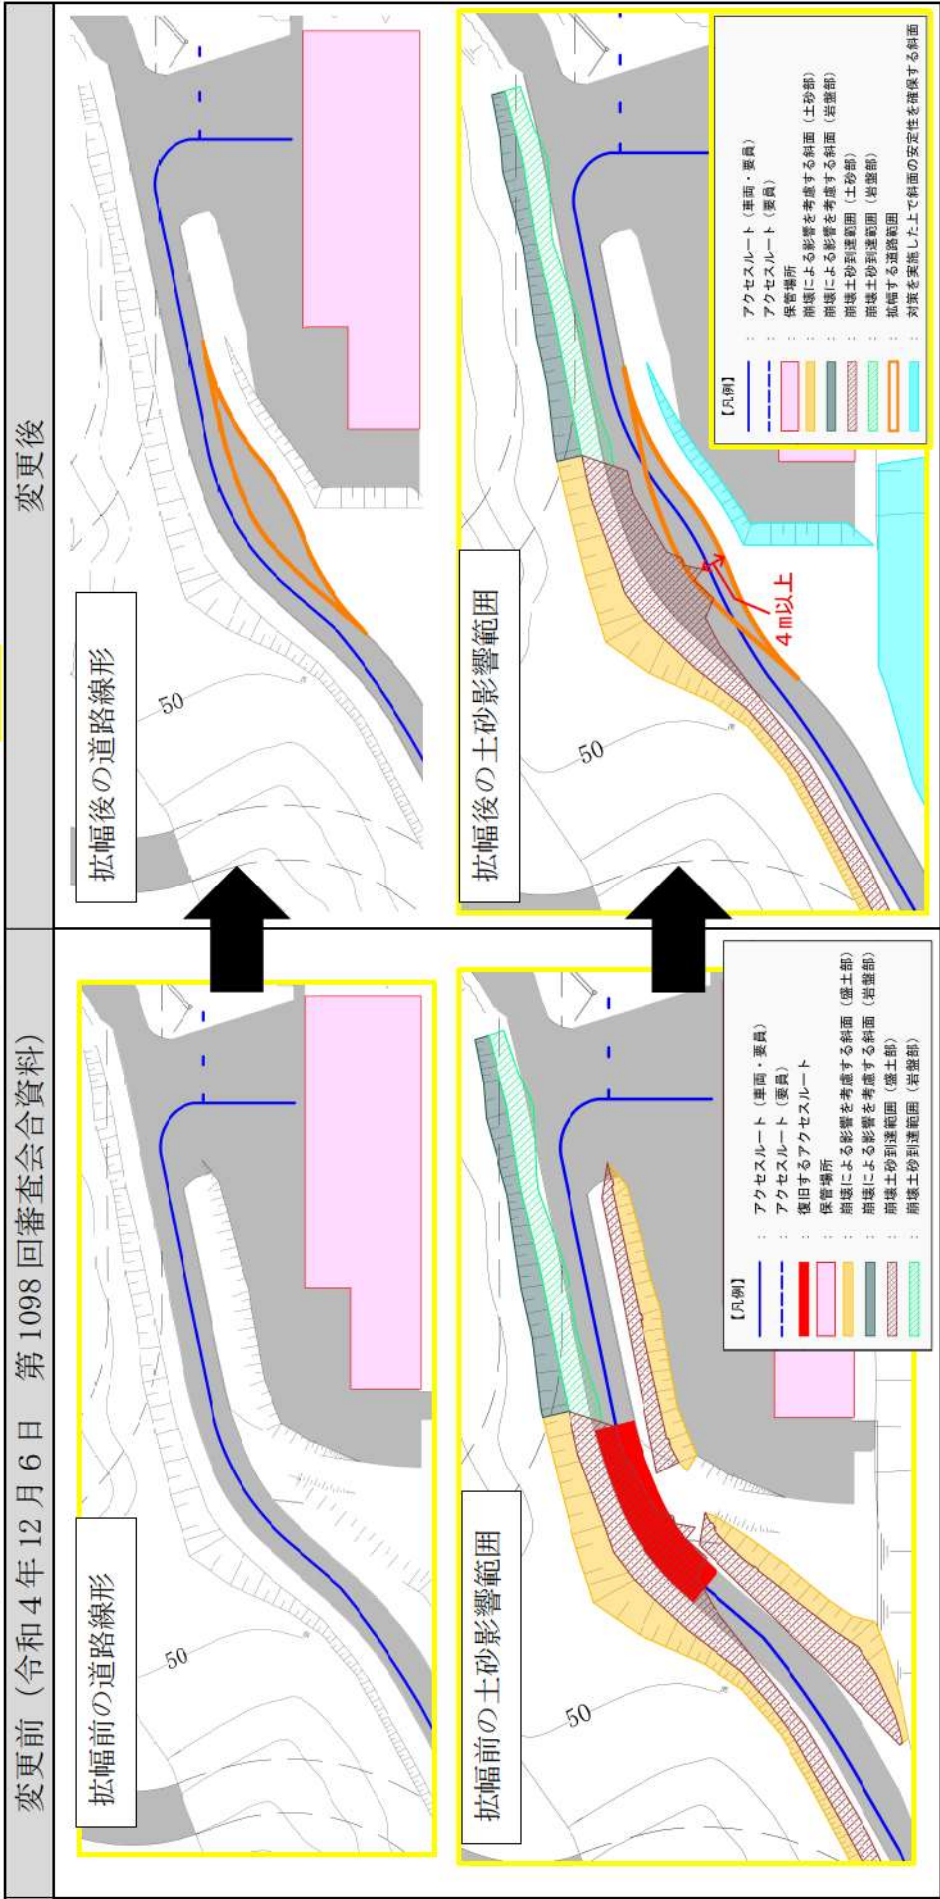 変更前（令和４年12月６日　第1098回審査会合資料）
変更後
拡幅前の道路線形
50
拡幅後の道路線形
50
拡幅前の土砂影響範囲
50
【凡例】
：アクセスルート（車両・要員）
：アクセスルート（要員）
：復旧するアクセスルート
：保管場所
：崩壊による影響を考慮する斜面（盛土部）
：崩壊による影響を考慮する斜面（岩盤部）
：崩壊土砂到達範囲（盛土部）
：崩壊土砂到達範囲（岩盤部）
拡幅後の土砂影響範囲
50
4m以上
【凡例】
：アクセスルート（車両・要員）
：アクセスルート（要員）
：保管場所
：崩壊による影響を考慮する斜面（土砂部）
：崩壊による影響を考慮する斜面（岩盤部）
：崩壊土砂到達範囲（土砂部）
：崩壊土砂到達範囲（岩盤部）
：拡幅する道路範囲
：対策を実施した上で斜面の安定性を確保する斜面